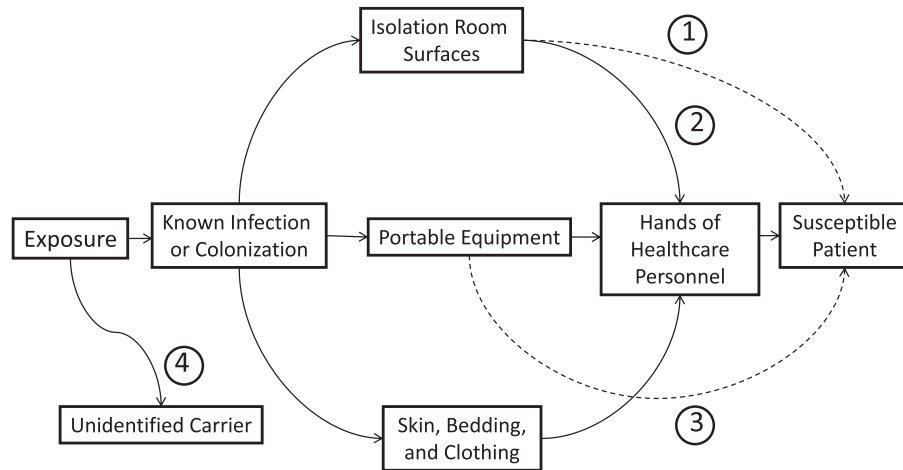 Isolation Room
Surfaces
1
2
Exposure
Known Infection
or Colonization
Portable Equipment
Hands of
Healthcare
Personnel
Susceptible
Patient
4
3
Unidentified Carrier
Skin, Bedding,
and Clothing